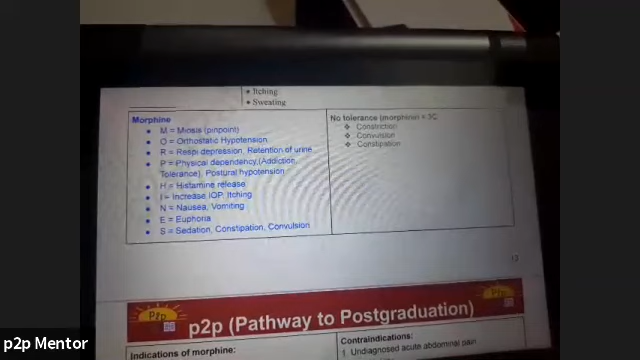 • Itching
• Sweating
Morphine
• M = Miosis (pinpoint)
• O = Orthostatic Hypotension
• R = Respi depression, Retention of urine
• P = Physical dependency,(Addiction,
Tolerance), Postural hypotension
• H = Histamine release
• I = Increase IOP, Itching
• N = Nausea, Vomiting
• E = Euphoria
• S = Sedation, Constipation, Convulsion
No tolerance (morphine) = 3C
❖ Constriction
❖ Convulsion
❖ Constipation
P2p
p2p (Pathway to Postgraduation)
P2p
Indications of morphine:
Contraindications:
1. Undiagnosed acute abdominal pain
p2p Mentor